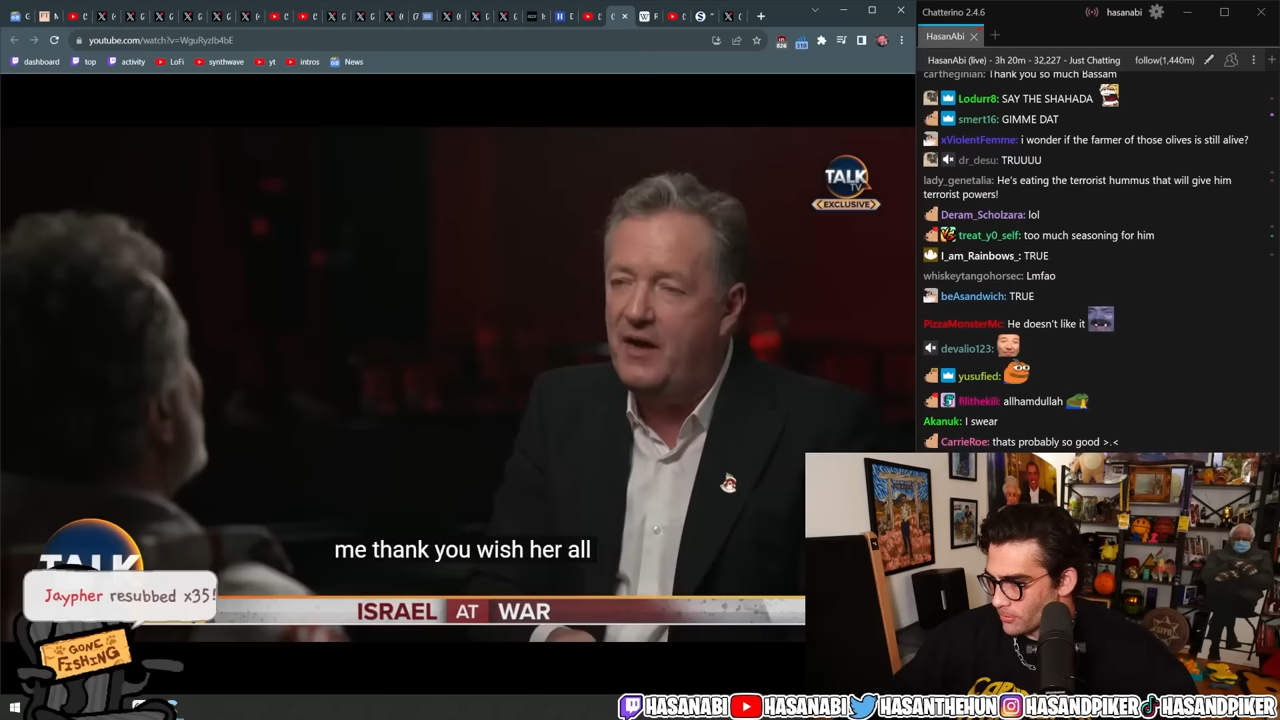 Chatterino 2.4.6
hasanabi
youtube.com/watch?v=WguRyzJb4bE
826
310
HasanAbi
dashboard
top
activity
LoFi
synthwave
yt
intros
News
HasanAbi (live) - 3h 20m - 32,227 - Just Chatting
follow(1,440m)
cartheginian: Thank you so much Bassam
Lodurr8: SAY THE SHAHADA
smert16: GIMME DAT
xViolentFemme: i wonder if the farmer of those olives is still alive?
dr_desu: TRUUUU
lady_genetalia: He's eating the terrorist hummus that will give him
terrorist powers!
Deram_Scholzara: lol
treat_y0_self: too much seasoning for him
I_am_Rainbows_: TRUE
whiskeytangohorsec: Lmfao
beAsandwich: TRUE
PizzaMonsterMc: He doesn't like it
devalio123:
yusufied:
filithekili: allhamdullah
Akanuk: I swear
CarrieRoe: thats probably so good >.<
TALK
TV
EXCLUSIVE
me thank you wish her all
TALK
Jaypher resubbed x35!
ISRAEL AT WAR
GONE
FISHING
HASANABI
HASANABI
HASANTHEHUN
HASANDPIKER
HASANDPIKER